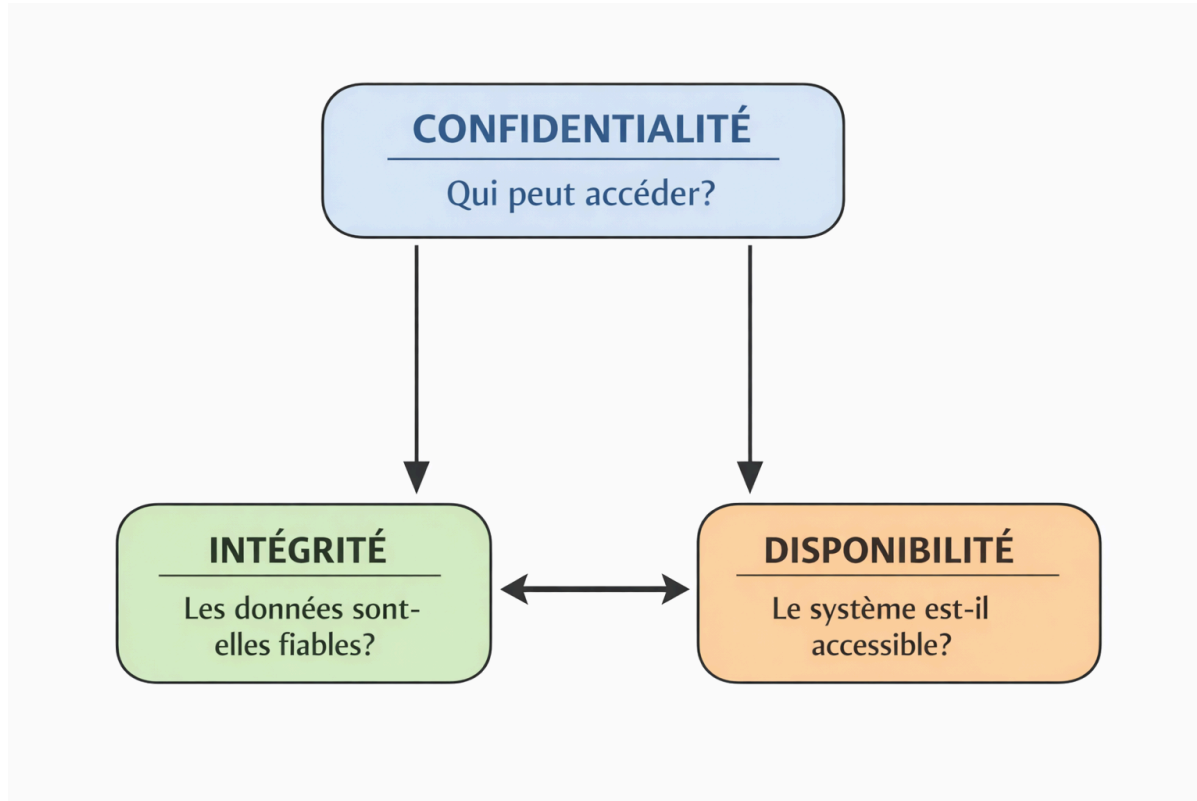 CONFIDENTIALITÉ
Qui peut accéder?
INTÉGRITÉ
Les données sont-
elles fiables?
DISPONIBILITÉ
Le système est-il
accessible?